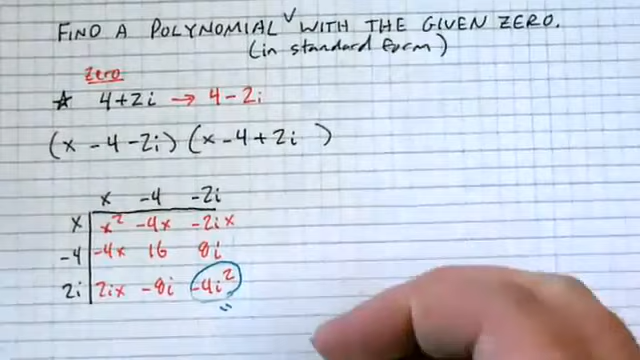 FIND A POLYNOMIAL ✓ WITH THE GIVEN ZERO.
(in standard form)
Zero
☆ 4+2i → 4-2i
(x -4 -2i) (x -4 +2i )
x -4 -2i
x x² -4x -2ix
-4 -4x 16 8i
2i 2ix -8i -4i²